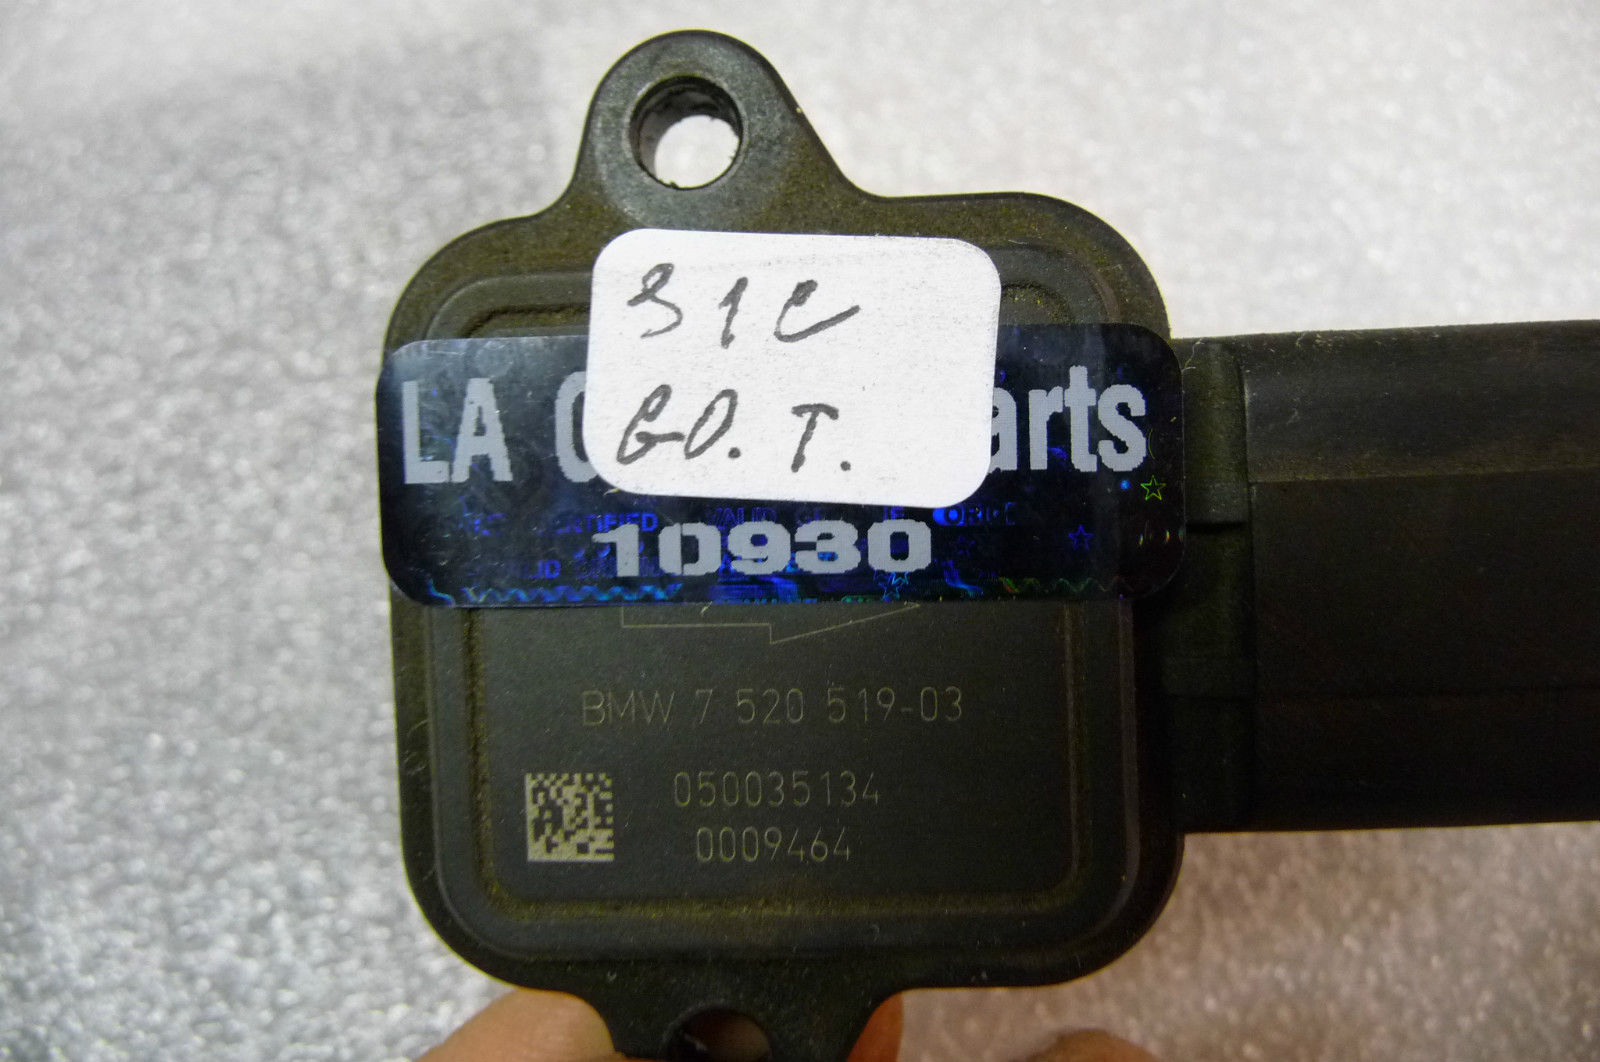 31C
GO. T.
LA arts
10930
BMW 7 520 519-03
050035134
0009464